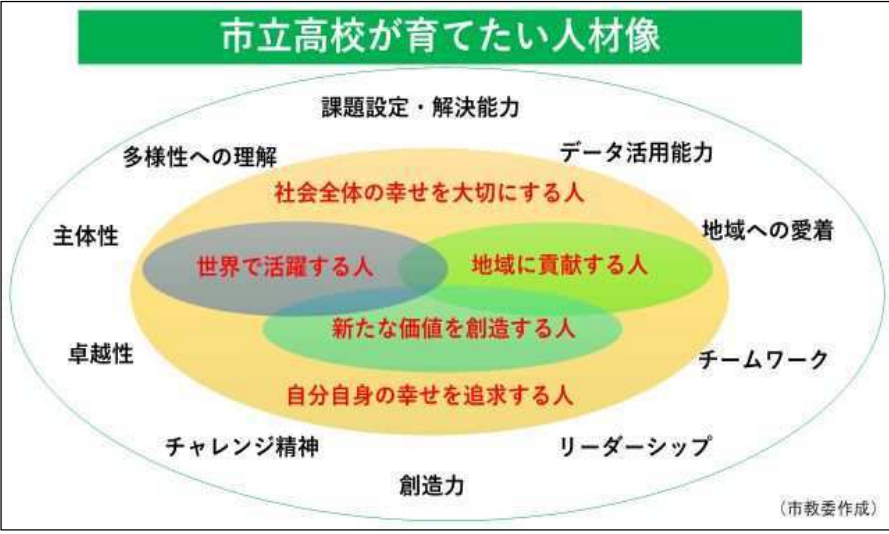 市立高校が育てたい人材像
課題設定・解決能力
多様性への理解
データ活用能力
社会全体の幸せを大切にする人
主体性
地域への愛着
世界で活躍する人
地域に貢献する人
新たな価値を創造する人
卓越性
チームワーク
自分自身の幸せを追求する人
チャレンジ精神
リーダーシップ
創造力
(市教委作成)